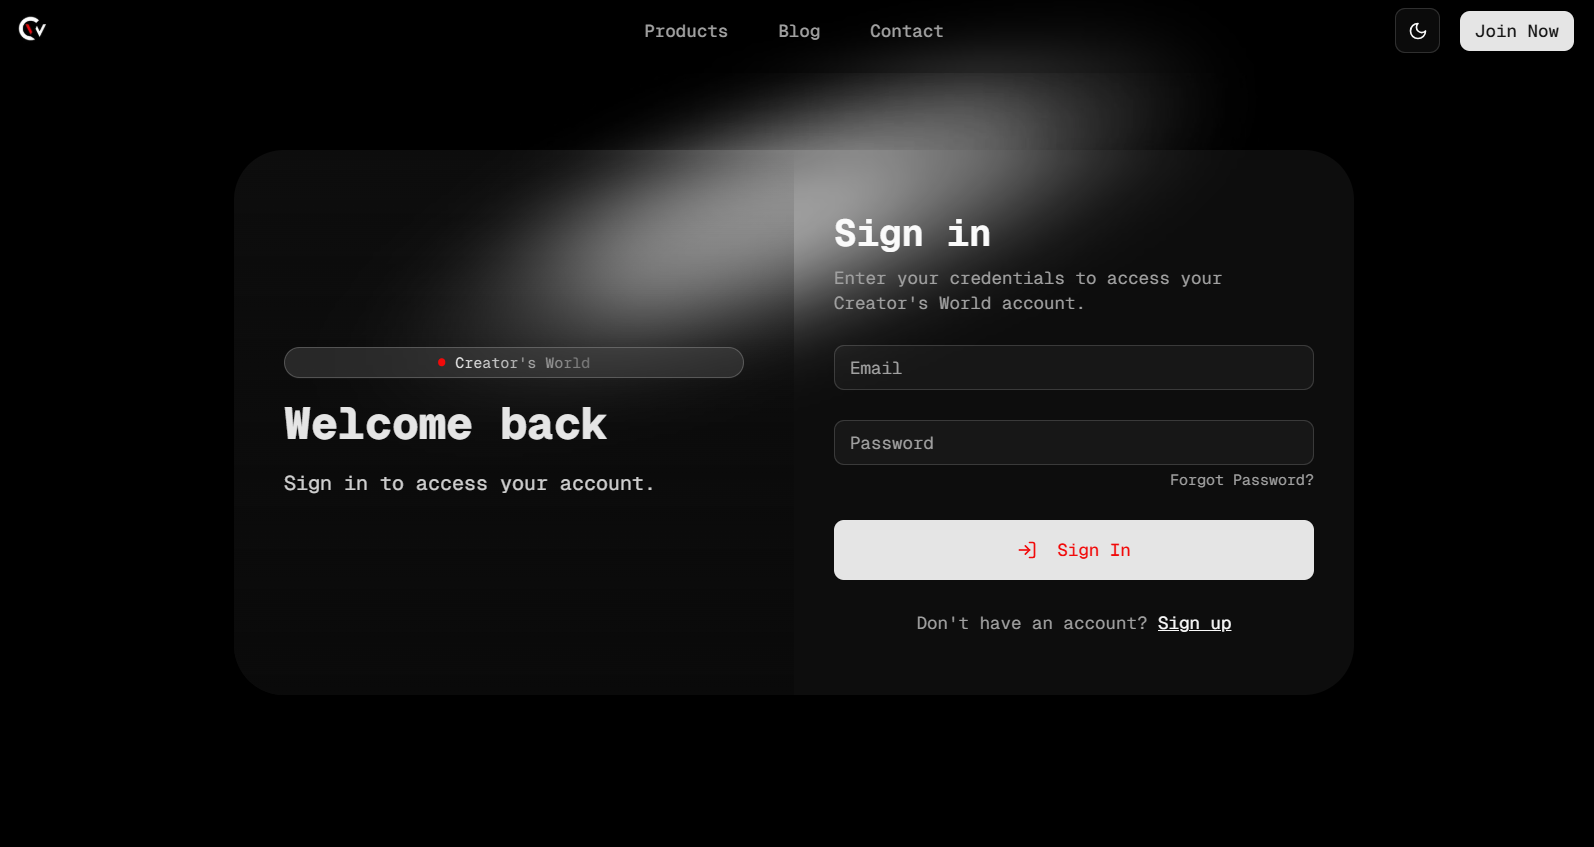 Products
Blog
Contact
Join Now
Creator's World
Welcome back
Sign in to access your account.
Sign in
Enter your credentials to access your
Creator's World account.
Email
Password
Forgot Password?
Sign In
Don't have an account? Sign up